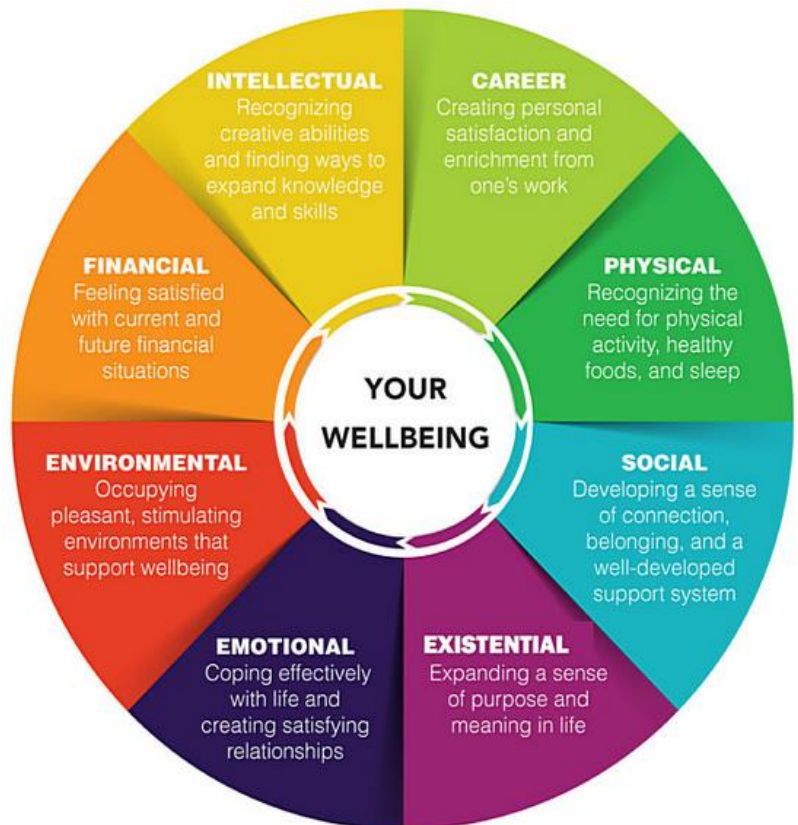 INTELLECTUAL
Recognizing
creative abilities
and finding ways to
expand knowledge
and skills
CAREER
Creating personal
satisfaction and
enrichment from
one's work
PHYSICAL
Recognizing the
need for physical
activity, healthy
foods, and sleep
SOCIAL
Developing a sense
of connection,
belonging, and a
well-developed
support system
EXISTENTIAL
Expanding a sense
of purpose and
meaning in life
EMOTIONAL
Coping effectively
with life and
creating satisfying
relationships
ENVIRONMENTAL
Occupying
pleasant, stimulating
environments that
support wellbeing
FINANCIAL
Feeling satisfied
with current and
future financial
situations
YOUR
WELLBEING